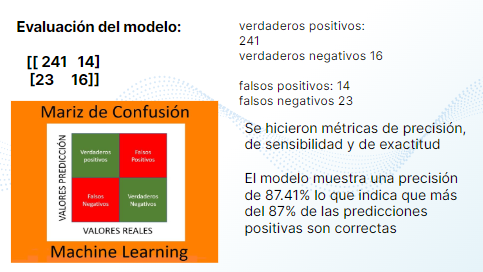 Evaluación del modelo:
[[ 241 14]
[23 16]]
Mariz de Confusión
VALORES PREDICCIÓN
Verdaderos
positivos
Falsos
Positivos
Falsos
Negativos
Verdaderos
Negativos
VALORES REALES
Machine Learning
verdaderos positivos:
241
verdaderos negativos 16
falsos positivos: 14
falsos negativos 23
Se hicieron métricas de precisión,
de sensibilidad y de exactitud
El modelo muestra una precisión
de 87.41% lo que indica que más
del 87% de las predicciones
positivas son correctas